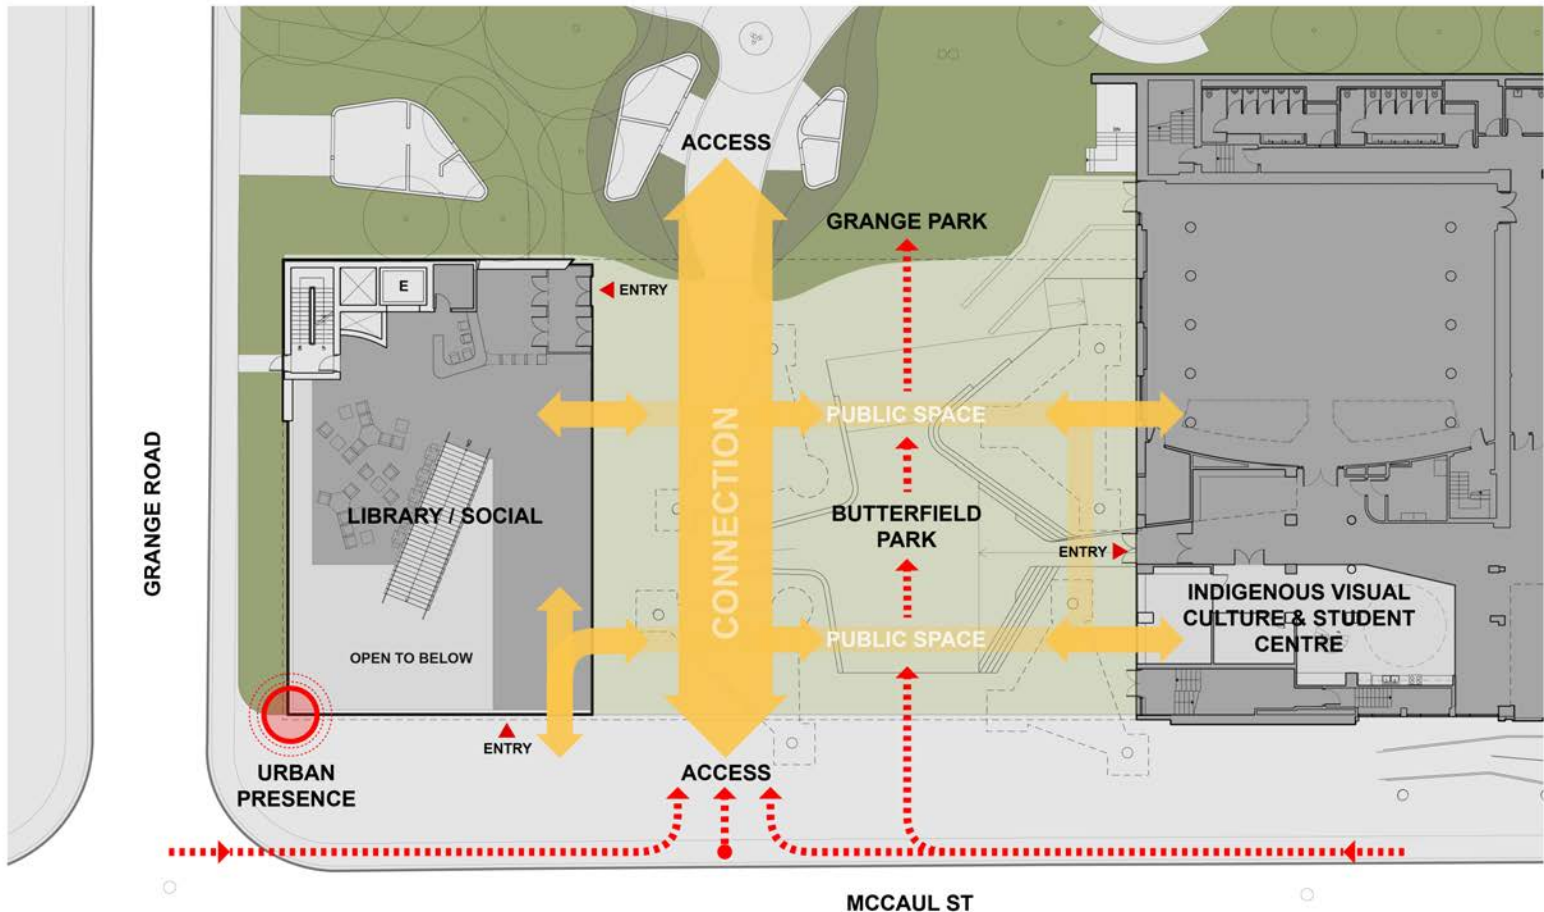 ACCESS
GRANGE PARK
E
ENTRY
PUBLIC SPACE
CONNECTION
GRANGE ROAD
LIBRARY / SOCIAL
BUTTERFIELD
PARK
ENTRY
INDIGENOUS VISUAL
CULTURE & STUDENT
CENTRE
PUBLIC SPACE
OPEN TO BELOW
ENTRY
URBAN
PRESENCE
ACCESS
MCCAUL ST